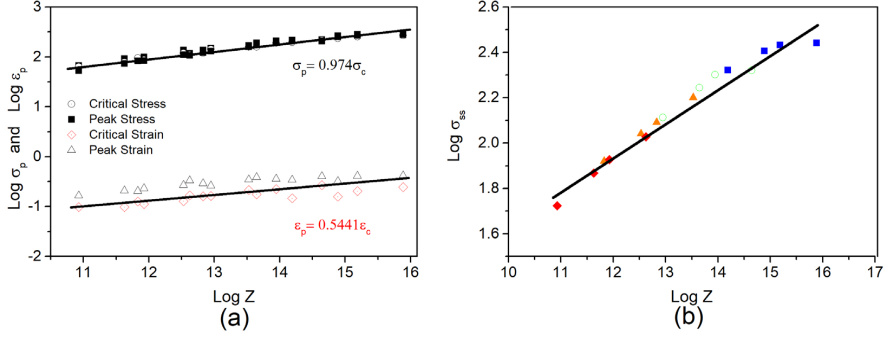 3
2
1
0
-1
-2
11
12
13
14
15
16
Log σp and Log εp
Log Z
σp= 0.974σc
Critical Stress
Peak Stress
Critical Strain
Peak Strain
εp= 0.5441εc
(a)
2.6
2.4
2.2
2.0
1.8
1.6
10
11
12
13
14
15
16
17
Log σss
Log Z
(b)